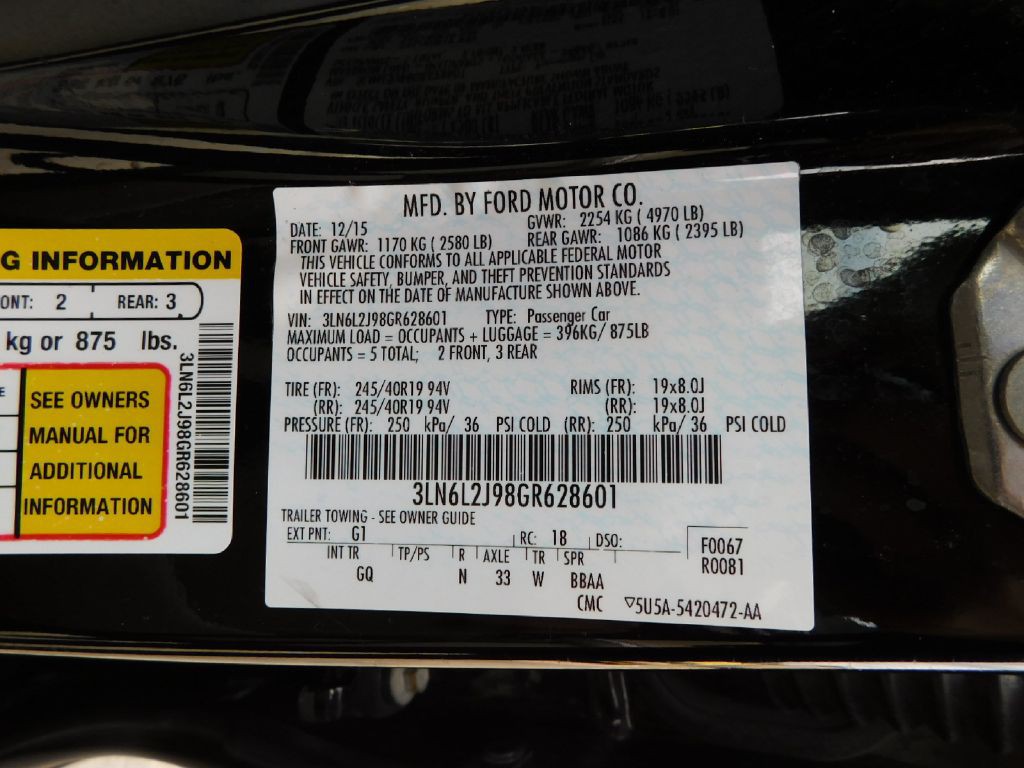 MFD. BY FORD MOTOR CO.
DATE: 12/15 GVWR: 2254 KG ( 4970 LB)
FRONT GAWR: 1170 KG ( 2580 LB) REAR GAWR: 1086 KG ( 2395 LB)
THIS VEHICLE CONFORMS TO ALL APPLICABLE FEDERAL MOTOR
VEHICLE SAFETY, BUMPER, AND THEFT PREVENTION STANDARDS
IN EFFECT ON THE DATE OF MANUFACTURE SHOWN ABOVE.
VIN: 3LN6L2J98GR628601 TYPE: Passenger Car
MAXIMUM LOAD = OCCUPANTS + LUGGAGE = 396KG/ 875LB
OCCUPANTS = 5 TOTAL; 2 FRONT, 3 REAR
TIRE (FR): 245/40R19 94V RIMS (FR): 19x8.0J
(RR): 245/40R19 94V (RR): 19x8.0J
PRESSURE (FR): 250 kPa/ 36 PSI COLD (RR): 250 kPa/ 36 PSI COLD
3LN6L2J98GR628601
TRAILER TOWING - SEE OWNER GUIDE
EXT PNT: G1 RC: 18 DSO: F0067
INT TR TP/PS R AXLE TR SPR R0081
GQ N 33 W BBAA
CMC ▽5U5A-5420472-AA
G INFORMATION
ONT: 2 REAR: 3
kg or 875 lbs.
SEE OWNERS
MANUAL FOR
ADDITIONAL
INFORMATION
3LN6L2J98GR628601